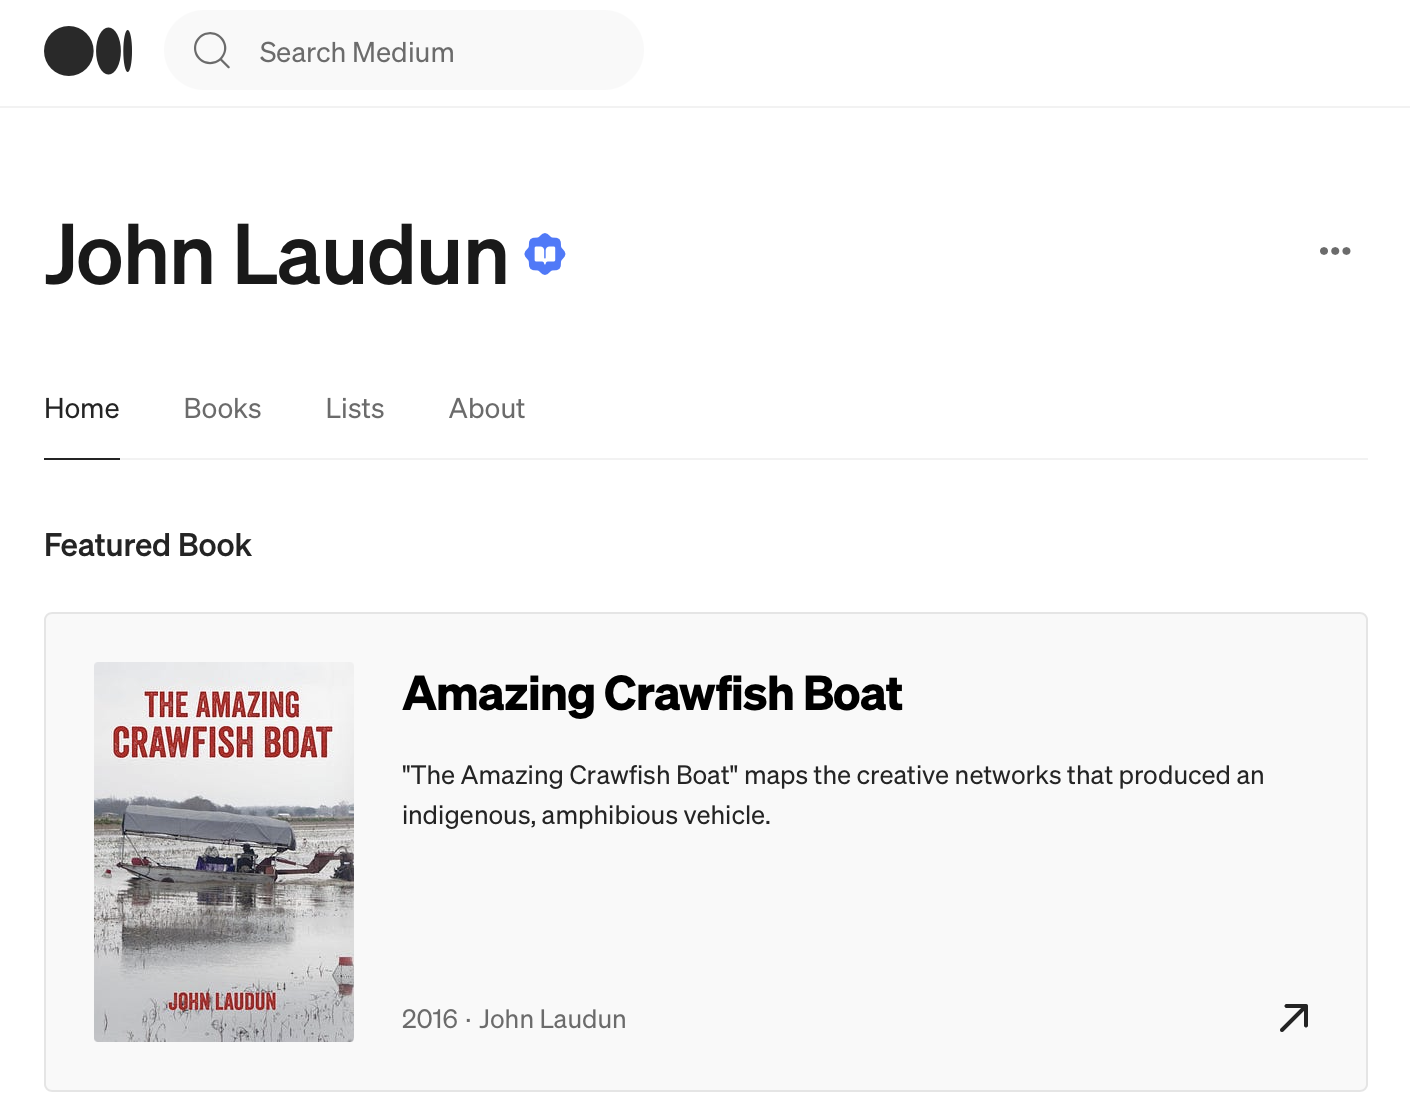 Search Medium
John Laudun
Home
Books
Lists
About
Featured Book
THE AMAZING
CRAWFISH BOAT
JOHN LAUDUN
Amazing Crawfish Boat
"The Amazing Crawfish Boat" maps the creative networks that produced an
indigenous, amphibious vehicle.
2016 · John Laudun